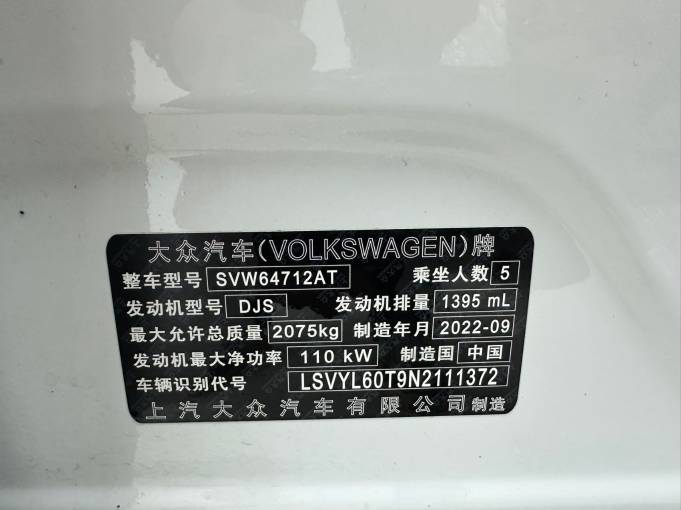 大众汽车(VOLKSWAGEN)牌
整车型号 SVW64712AT 乘坐人数 5
发动机型号 DJS 发动机排量 1395 mL
最大允许总质量 2075kg 制造年月 2022-09
发动机最大净功率 110 kW 制造国 中国
车辆识别代号 LSVYL60T9N2111372
上汽大众汽车有限公司 制造